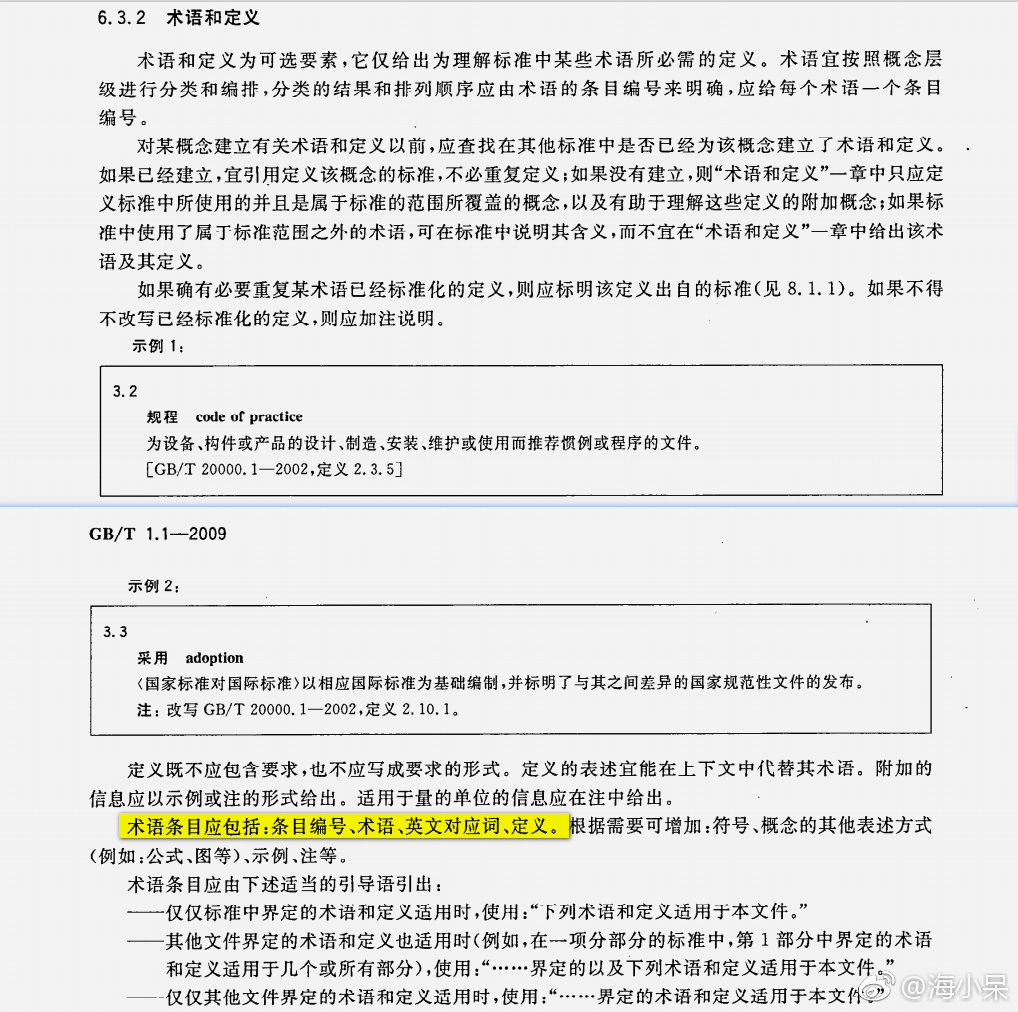 6.3.2 术语和定义
术语和定义为可选要素,它仅给出为理解标准中某些术语所必需的定义。术语宜按照概念层
级进行分类和编排,分类的结果和排列顺序应由术语的条目编号来明确,应给每个术语一个条目
编号。
对某概念建立有关术语和定义以前,应查找在其他标准中是否已经为该概念建立了术语和定义。
如果已经建立,宜引用定义该概念的标准,不必重复定义;如果没有建立,则“术语和定义”一章中只应定
义标准中所使用的并且是属于标准的范围所覆盖的概念,以及有助于理解这些定义的附加概念;如果标
准中使用了属于标准范围之外的术语,可在标准中说明其含义,而不宜在“术语和定义”一章中给出该术
语及其定义。
如果确有必要重复某术语已经标准化的定义,则应标明该定义出自的标准(见 8.1.1)。如果不得
不改写已经标准化的定义,则应加注说明。
示例 1:
3.2
规程 code of practice
为设备、构件或产品的设计、制造、安装、维护或使用而推荐惯例或程序的文件。
[GB/T 20000.1—2002,定义 2.3.5]
GB/T 1.1—2009
示例 2:
3.3
采用 adoption
〈国家标准对国际标准〉以相应国际标准为基础编制,并标明了与其之间差异的国家规范性文件的发布。
注:改写 GB/T 20000.1—2002,定义 2.10.1。
定义既不应包含要求,也不应写成要求的形式。定义的表述宜能在上下文中代替其术语。附加的
信息应以示例或注的形式给出。适用于量的单位的信息应在注中给出。
术语条目应包括:条目编号、术语、英文对应词、定义。根据需要可增加:符号、概念的其他表述方式
(例如:公式、图等)、示例、注等。
术语条目应由下述适当的引导语引出:
——仅仅标准中界定的术语和定义适用时,使用:“下列术语和定义适用于本文件。”
——其他文件界定的术语和定义也适用时(例如,在一项分部分的标准中,第 1 部分中界定的术语
和定义适用于几个或所有部分),使用:“……界定的以及下列术语和定义适用于本文件。”
——仅仅其他文件界定的术语和定义适用时,使用:“……界定的术语和定义适用于本文件。”
@海小呆